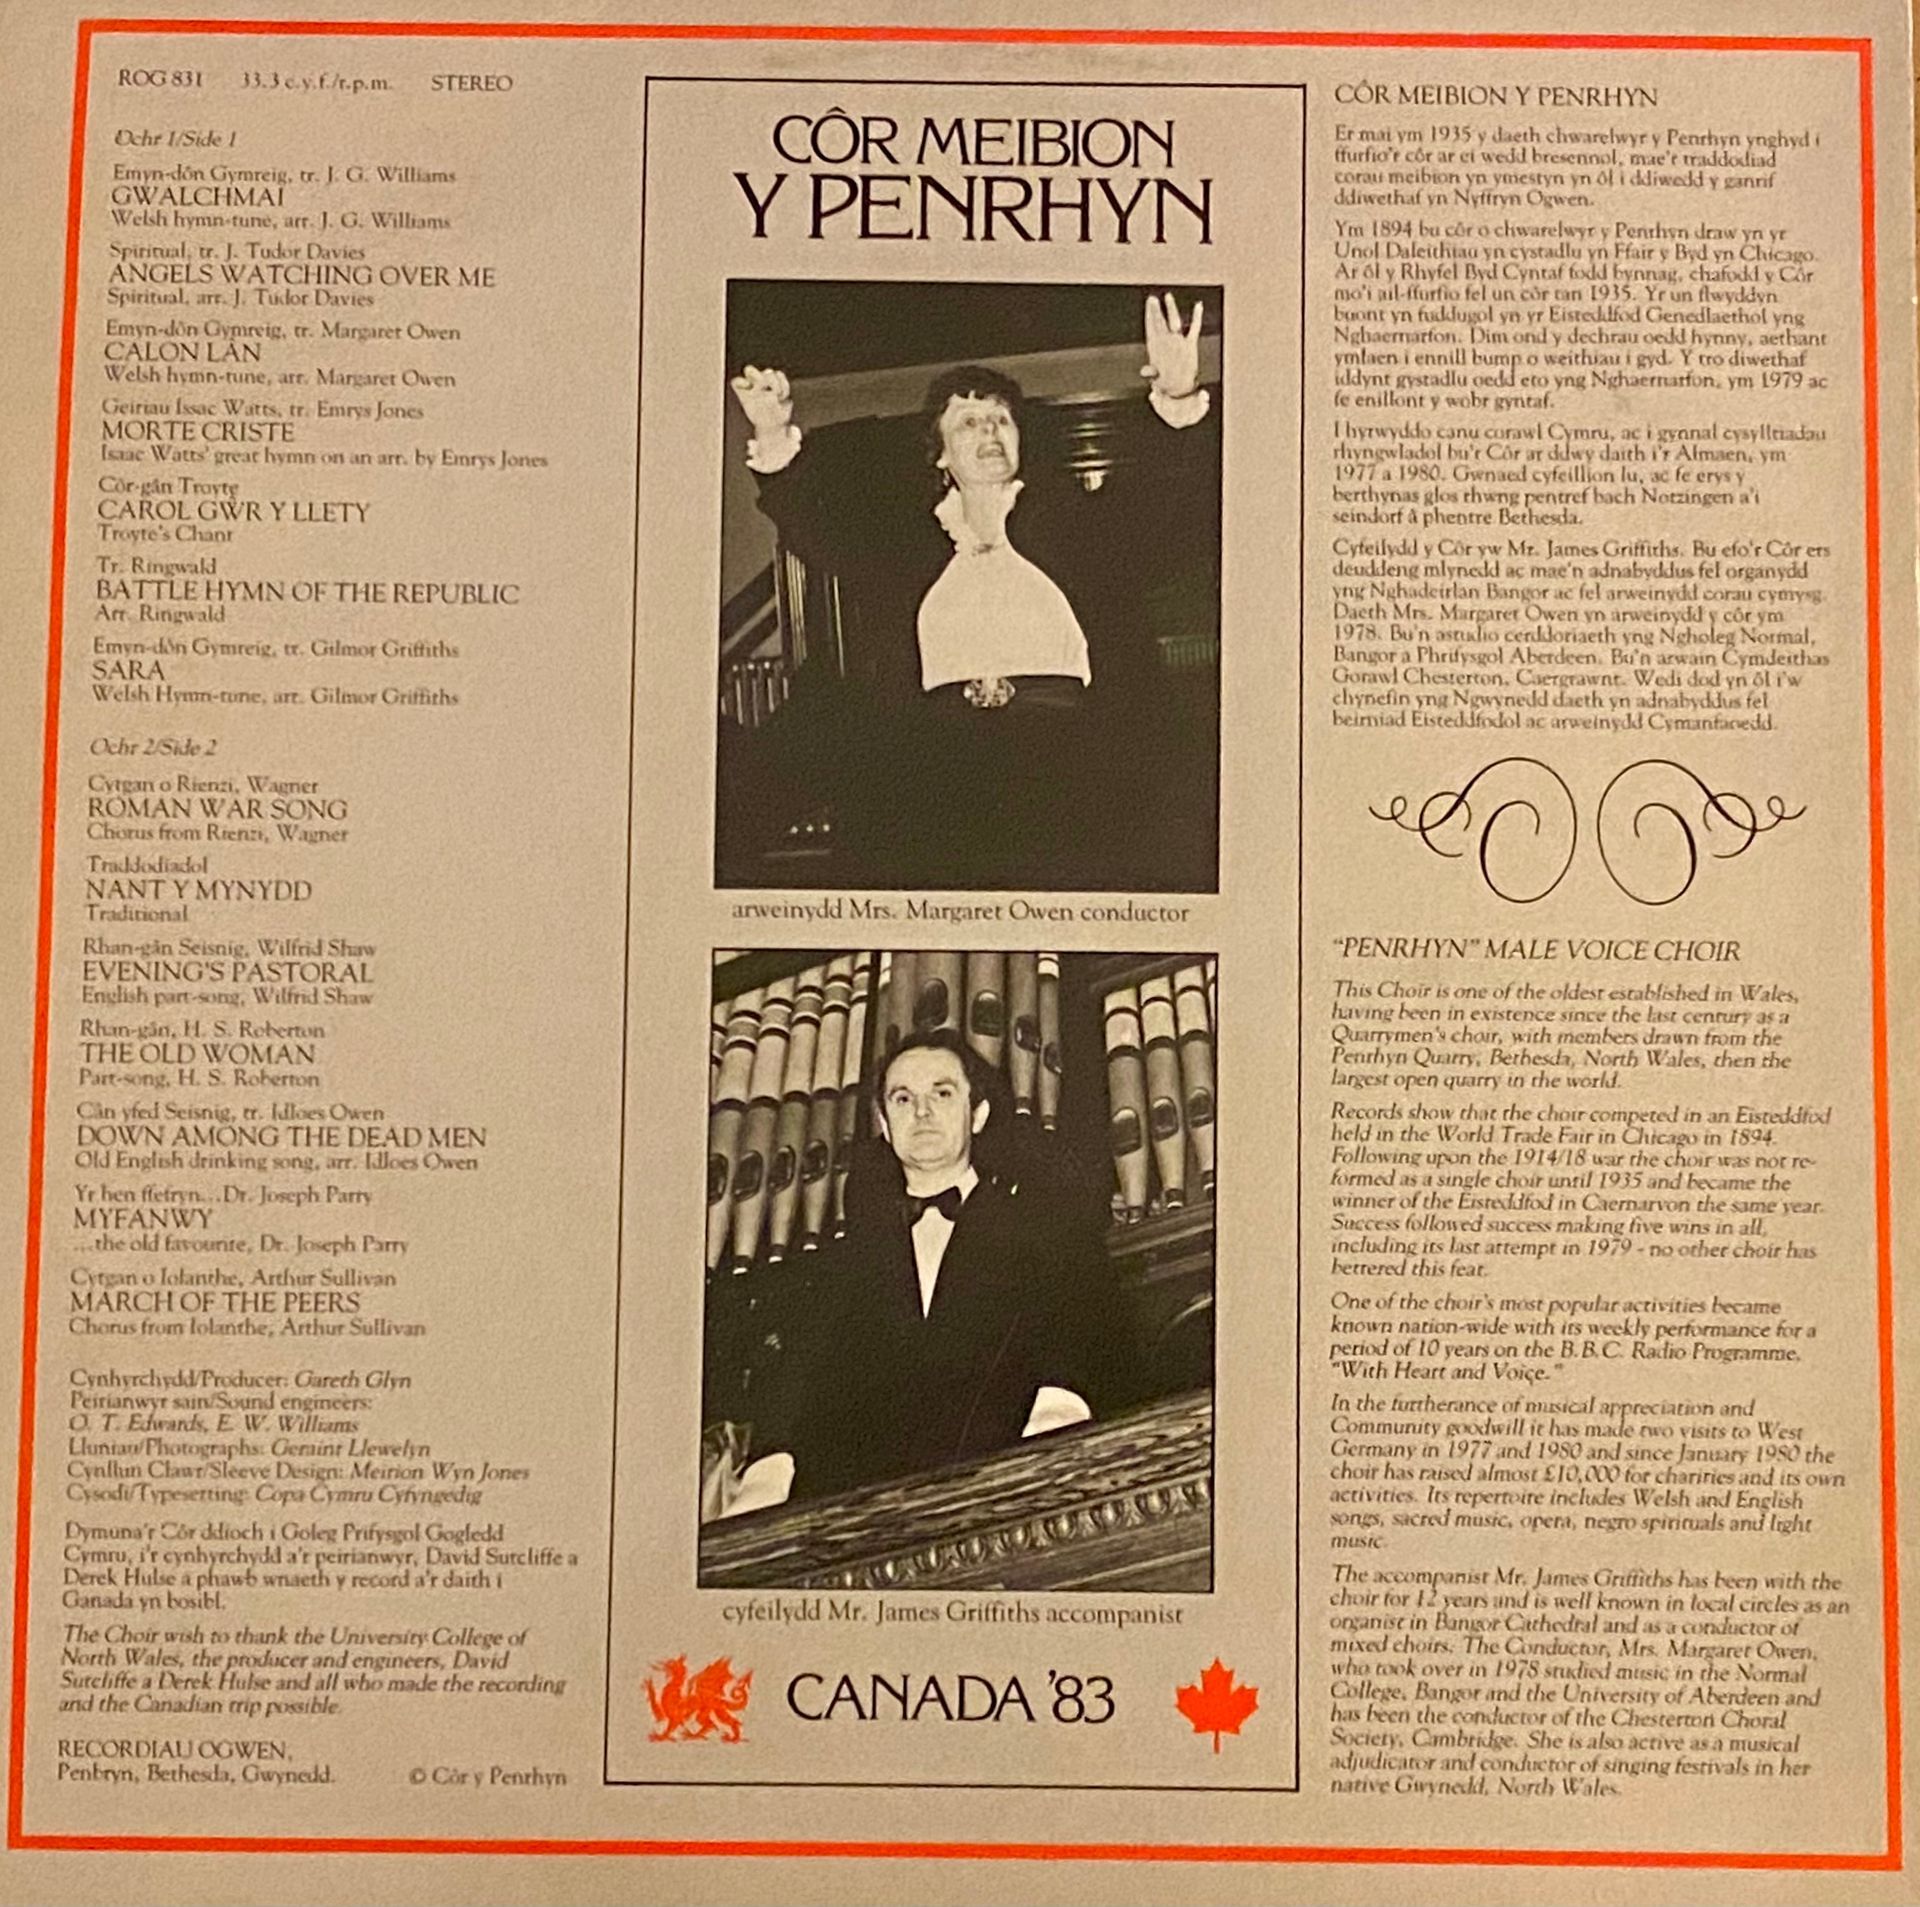 ROG 831 33.3 c.y.f./r.p.m. STEREO
Ochr 1/Side 1
Emyn-dôn Gymreig, tr. J. G. Williams
GWALCHMAI
Welsh hymn-tune, arr. J. G. Williams
Spiritual, tr. J. Tudor Davies
ANGELS WATCHING OVER ME
Spiritual, arr. J. Tudor Davies
Emyn-dôn Gymreig, tr. Margaret Owen
CALON LÂN
Welsh hymn-tune, arr. Margaret Owen
Geiriau Issac Watts, tr. Emrys Jones
MORTE CRISTE
Isaac Watts' great hymn on an arr. by Emrys Jones
Côr-gân Troyte
CAROL GWR Y LLETY
Troyte's Chant
Tr. Ringwald
BATTLE HYMN OF THE REPUBLIC
Arr. Ringwald
Emyn-dôn Gymreig, tr. Gilmor Griffiths
SARA
Welsh Hymn-tune, arr. Gilmor Griffiths
Ochr 2/Side 2
Cytgan o Rienzi, Wagner
ROMAN WAR SONG
Chorus from Rienzi, Wagner
Traddodiadol
NANT Y MYNYDD
Traditional
Rhan-gân Seisnig, Wilfrid Shaw
EVENING'S PASTORAL
English part-song, Wilfrid Shaw
Rhan-gân, H. S. Roberton
THE OLD WOMAN
Part-song, H. S. Roberton
Cân yfed Seisnig, tr. Idloes Owen
DOWN AMONG THE DEAD MEN
Old English drinking song, arr. Idloes Owen
Yr hen ffefryn...Dr. Joseph Parry
MYFANWY
...the old favourite, Dr. Joseph Parry
Cytgan o Iolanthe, Arthur Sullivan
MARCH OF THE PEERS
Chorus from Iolanthe, Arthur Sullivan
Cynhyrchydd/Producer: Gareth Glyn
Peirianwyr sain/Sound engineers:
O. T. Edwards, E. W. Williams
Lluniau/Photographs: Geraint Llewelyn
Cynllun Clawr/Sleeve Design: Meirion Wyn Jones
Cysodi/Typesetting: Copa Cymru Cyfyngedig
Dymuna'r Côr ddioch i Goleg Prifysgol Gogledd
Cymru, i'r cynhyrchydd a'r peirianwyr, David Sutcliffe a
Derek Hulse a phawb wnaeth y record a'r daith i
Ganada yn bosibl.
The Choir wish to thank the University College of
North Wales, the producer and engineers, David
Sutcliffe a Derek Hulse and all who made the recording
and the Canadian trip possible.
RECORDIAU OGWEN,
Penbryn, Bethesda, Gwynedd. © Côr y Penrhyn
CÔR MEIBION
Y PENRHYN
arweinydd Mrs. Margaret Owen conductor
cyfeilydd Mr. James Griffiths accompanist
CANADA '83
CÔR MEIBION Y PENRHYN
Er mai ym 1935 y daeth chwarelwyr y Penrhyn ynghyd i
ffurfio'r côr ar ei wedd bresennol, mae'r traddodiad
corau meibion yn ymestyn yn ôl i ddiwedd y ganrif
ddiwethaf yn Nyffryn Ogwen.
Ym 1894 bu côr o chwarelwyr y Penrhyn draw yn yr
Unol Daleithiau yn cystadlu yn Ffair y Byd yn Chicago.
Ar ôl y Rhyfel Byd Cyntaf fodd bynnag, chafodd y Côr
mo'i ail-ffurfio fel un côr tan 1935. Yr un flwyddyn
buont yn fuddugol yn yr Eisteddfod Genedlaethol yng
Nghaernarfon. Dim ond y dechrau oedd hynny, aethant
ymlaen i ennill bump o weithiau i gyd. Y tro diwethaf
iddynt gystadlu oedd eto yng Nghaernarfon, ym 1979 ac
fe enillont y wobr gyntaf.
I hyrwyddo canu corawl Cymru, ac i gynnal cysylltiadau
rhyngwladol bu'r Côr ar ddwy daith i'r Almaen, ym
1977 a 1980. Gwnaed cyfeillion lu, ac fe erys y
berthynas glos rhwng pentref bach Notzingen a'i
seindorf â phentre Bethesda.
Cyfeilydd y Côr yw Mr. James Griffiths. Bu efo'r Côr ers
deuddeng mlynedd ac mae'n adnabyddus fel organydd
yng Nghadeirlan Bangor ac fel arweinydd corau cymysg.
Daeth Mrs. Margaret Owen yn arweinydd y côr ym
1978. Bu'n astudio cerddoriaeth yng Ngholeg Normal,
Bangor a Phrifysgol Aberdeen. Bu'n arwain Cymdeithas
Gorawl Chesterton, Caergrawnt. Wedi dod yn ôl i'w
chynefin yng Ngwynedd daeth yn adnabyddus fel
beirniad Eisteddfodol ac arweinydd Cymanfaoedd.
"PENRHYN" MALE VOICE CHOIR
This Choir is one of the oldest established in Wales,
having been in existence since the last century as a
Quarrymen's choir, with members drawn from the
Penrhyn Quarry, Bethesda, North Wales, then the
largest open quarry in the world.
Records show that the choir competed in an Eisteddfod
held in the World Trade Fair in Chicago in 1894.
Following upon the 1914/18 war the choir was not re-
formed as a single choir until 1935 and became the
winner of the Eisteddfod in Caernarvon the same year.
Success followed success making five wins in all,
including its last attempt in 1979 - no other choir has
bettered this feat.
One of the choir's most popular activities became
known nation-wide with its weekly performance for a
period of 10 years on the B.B.C. Radio Programme,
"With Heart and Voice."
In the furtherance of musical appreciation and
Community goodwill it has made two visits to West
Germany in 1977 and 1980 and since January 1980 the
choir has raised almost £10,000 for charities and its own
activities. Its repertoire includes Welsh and English
songs, sacred music, opera, negro spirituals and light
music.
The accompanist Mr. James Griffiths has been with the
choir for 12 years and is well known in local circles as an
organist in Bangor Cathedral and as a conductor of
mixed choirs. The Conductor, Mrs. Margaret Owen,
who took over in 1978 studied music in the Normal
College, Bangor and the University of Aberdeen and
has been the conductor of the Chesterton Choral
Society, Cambridge. She is also active as a musical
adjudicator and conductor of singing festivals in her
native Gwynedd, North Wales.